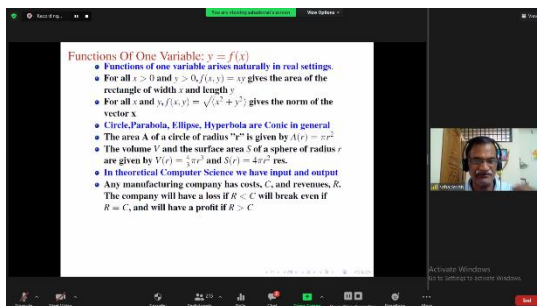 Recording...
You are viewing sabadeesh's screen
View Options
View
Functions Of One Variable: y = f(x)
Functions of one variable arises naturally in real settings.
For all x > 0 and y > 0, f(x, y) = xy gives the area of the
rectangle of width x and length y
For all x and y, f(x, y) = √(x² + y²) gives the norm of the
vector x
Circle,Parabola, Ellipse, Hyperbola are Conic in general
The area A of a circle of radius "r" is given by A(r) = πr²
The volume V and the surface area S of a sphere of radius r
are given by V(r) = 4/3 πr³ and S(r) = 4πr² res.
In theoretical Computer Science we have input and output
Any manufacturing company has costs, C, and revenues, R.
The company will have a loss if R < C will break even if
R = C, and will have a profit if R > C
Activate Windows
Go to Settings to activate Windows.
End